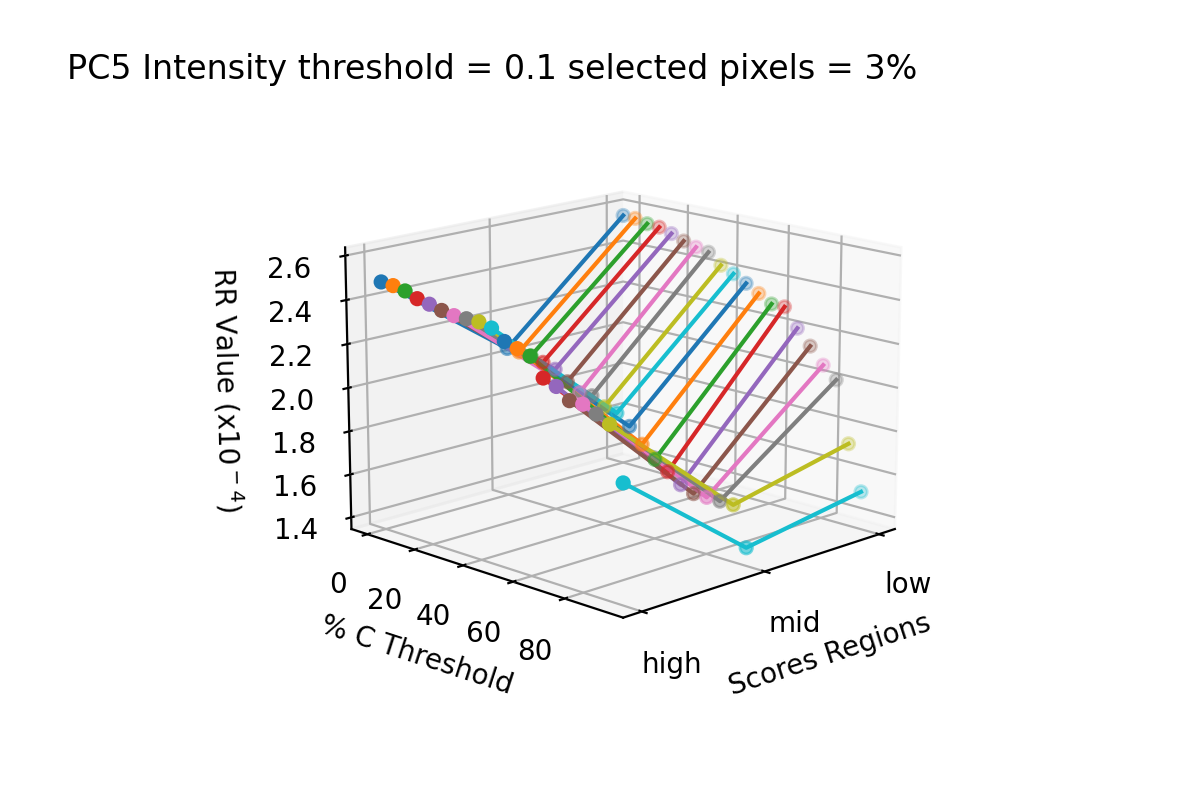 PC5 Intensity threshold = 0.1 selected pixels = 3%
RR Value (x10⁻⁴)
2.6
2.4
2.2
2.0
1.8
1.6
1.4
0
20
40
60
80
% C Threshold
high
mid
low
Scores Regions